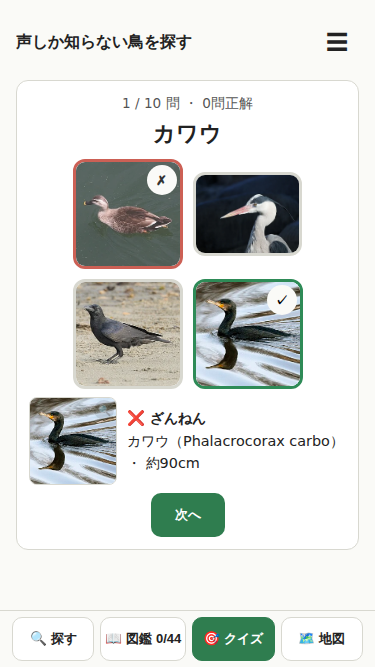 声しか知らない鳥を探す
☰
1 / 10 問 ・ 0問正解
カワウ
✗
✓
❌ ざんねん
カワウ（Phalacrocorax carbo）
・ 約90cm
次へ
🔍 探す
📖 図鑑 0/44
🎯 クイズ
🗺️ 地図